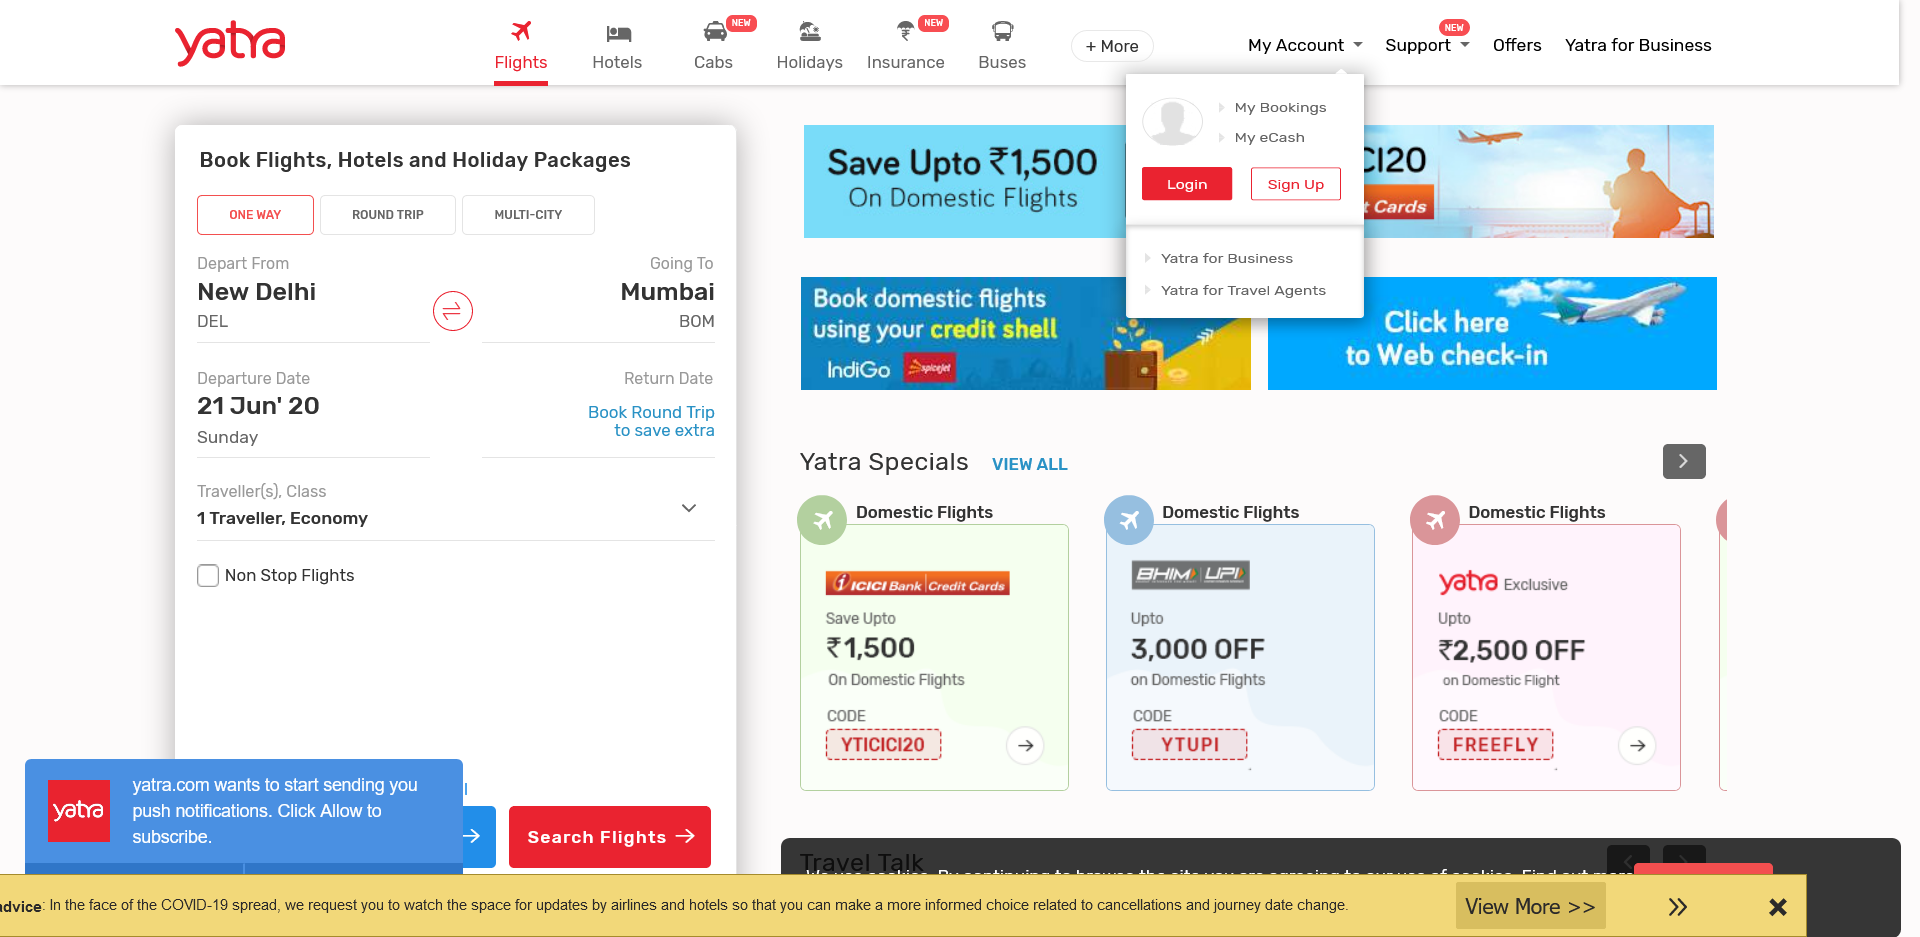 yatra
Flights
Hotels
NEW
Cabs
Holidays
NEW
Insurance
Buses
+ More
My Account
NEW
Support
Offers
Yatra for Business
My Bookings
My eCash
Login
Sign Up
Yatra for Business
Yatra for Travel Agents
Book Flights, Hotels and Holiday Packages
ONE WAY
ROUND TRIP
MULTI-CITY
Depart From
New Delhi
DEL
Going To
Mumbai
BOM
Departure Date
21 Jun' 20
Sunday
Return Date
Book Round Trip
to save extra
Traveller(s), Class
1 Traveller, Economy
Non Stop Flights
Search Flights
Save Upto ₹1,500
On Domestic Flights
CI20
t Cards
Book domestic flights
using your credit shell
IndiGo
spicejet
Click here
to Web check-in
Yatra Specials
VIEW ALL
Domestic Flights
ICICI Bank | Credit Cards
Save Upto
₹1,500
On Domestic Flights
CODE
YTICICI20
Domestic Flights
BHIM UPI
Upto
3,000 OFF
on Domestic Flights
CODE
YTUPI
Domestic Flights
yatra Exclusive
Upto
₹2,500 OFF
on Domestic Flight
CODE
FREEFLY
yatra
yatra.com wants to start sending you
push notifications. Click Allow to
subscribe.
Travel Talk
We use cookies. By continuing to browse the site you are agreeing to our use of cookies. Find out more
advice: In the face of the COVID-19 spread, we request you to watch the space for updates by airlines and hotels so that you can make a more informed choice related to cancellations and journey date change.
View More >>